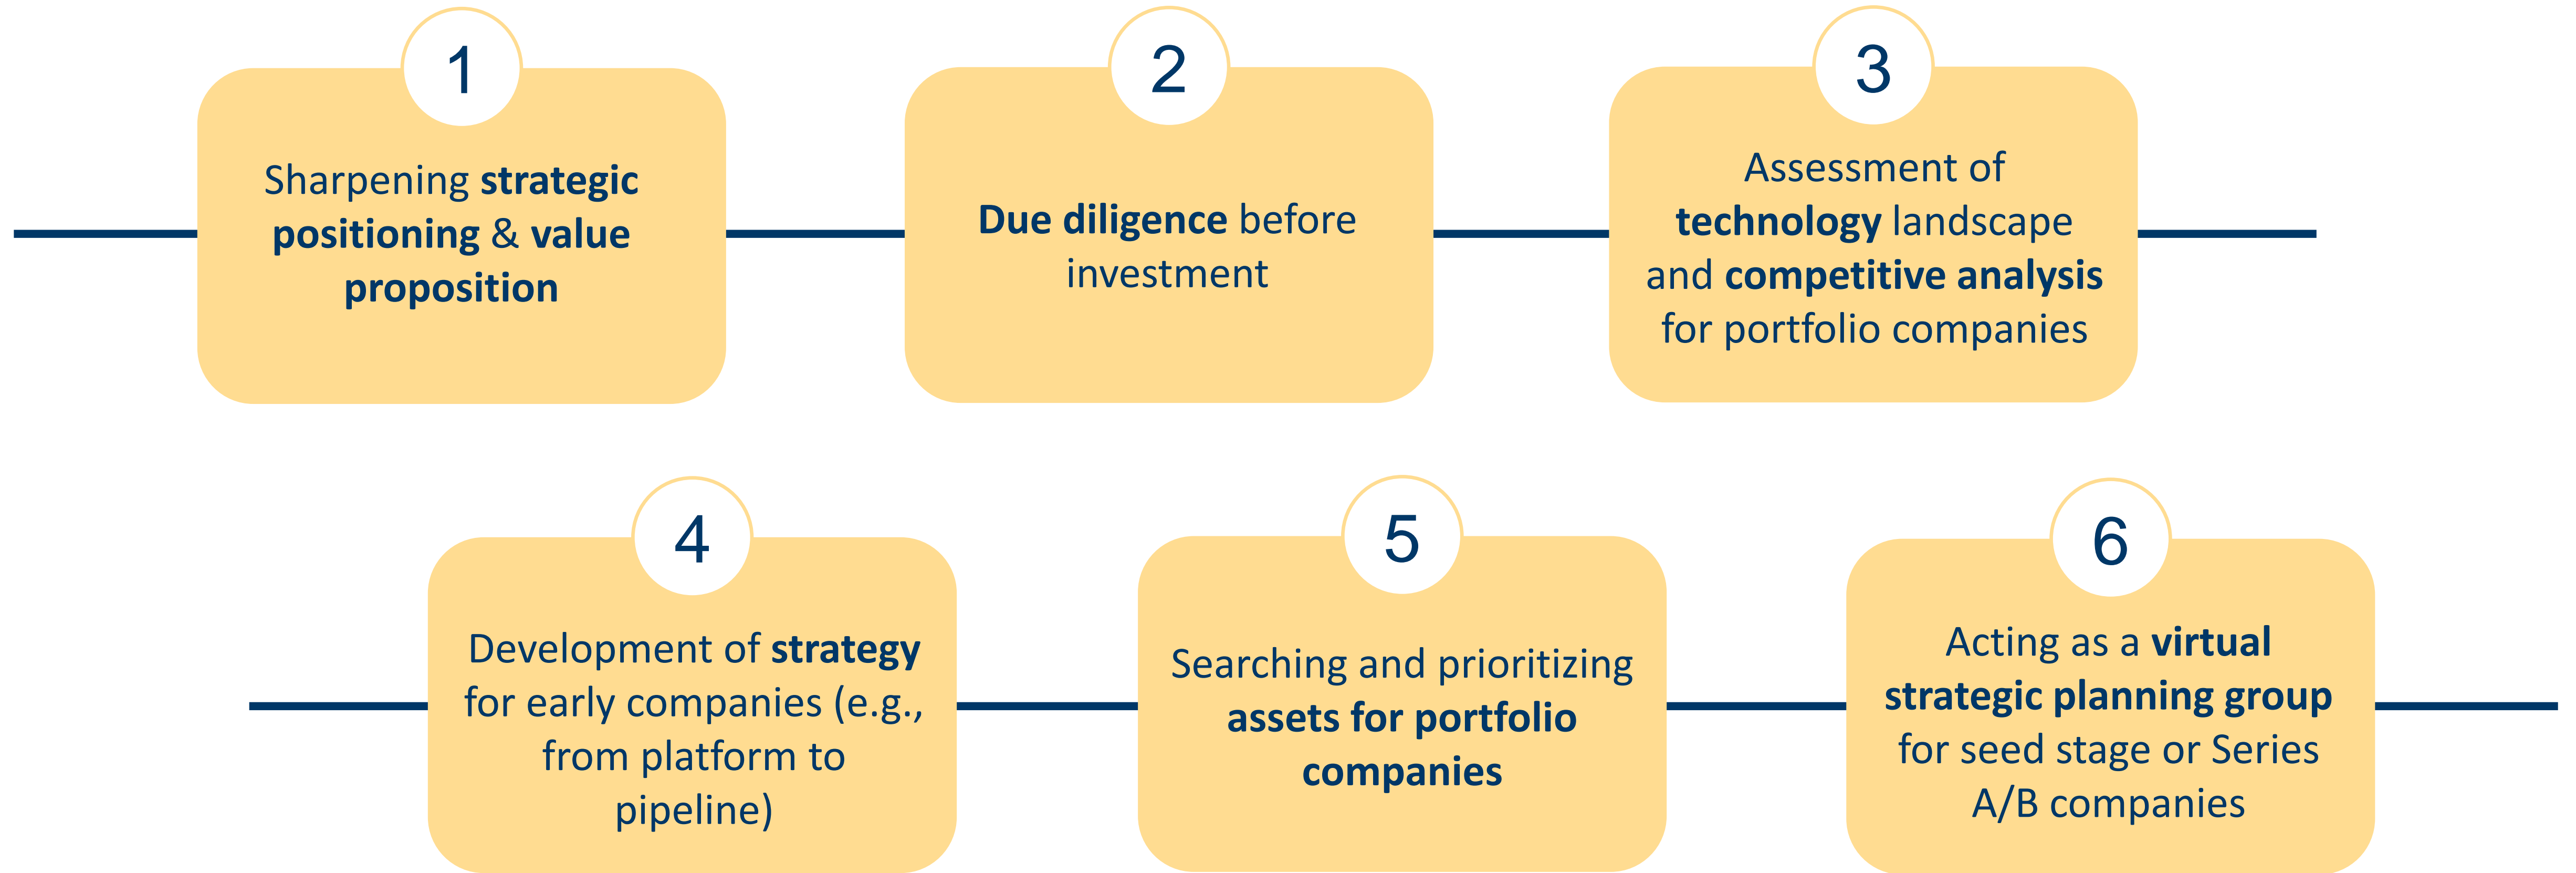 1
Sharpening strategic
positioning & value
proposition
2
Due diligence before
investment
3
Assessment of
technology landscape
and competitive analysis
for portfolio companies
4
Development of strategy
for early companies (e.g.,
from platform to
pipeline)
5
Searching and prioritizing
assets for portfolio
companies
6
Acting as a virtual
strategic planning group
for seed stage or Series
A/B companies